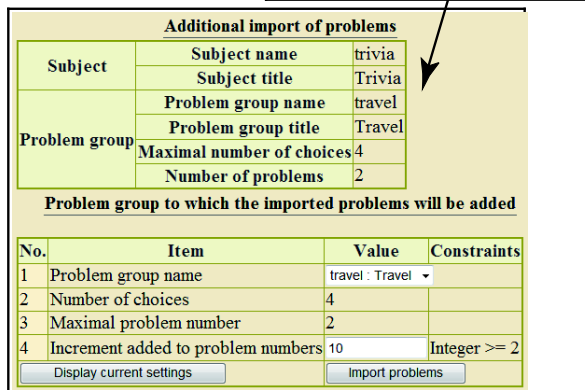 Additional import of problems
Subject Subject name trivia
Subject title Trivia
Problem group Problem group name travel
Problem group title Travel
Maximal number of choices 4
Number of problems 2
Problem group to which the imported problems will be added
No. Item Value Constraints
1 Problem group name travel : Travel
2 Number of choices 4
3 Maximal problem number 2
4 Increment added to problem numbers 10 Integer >= 2
Display current settings Import problems